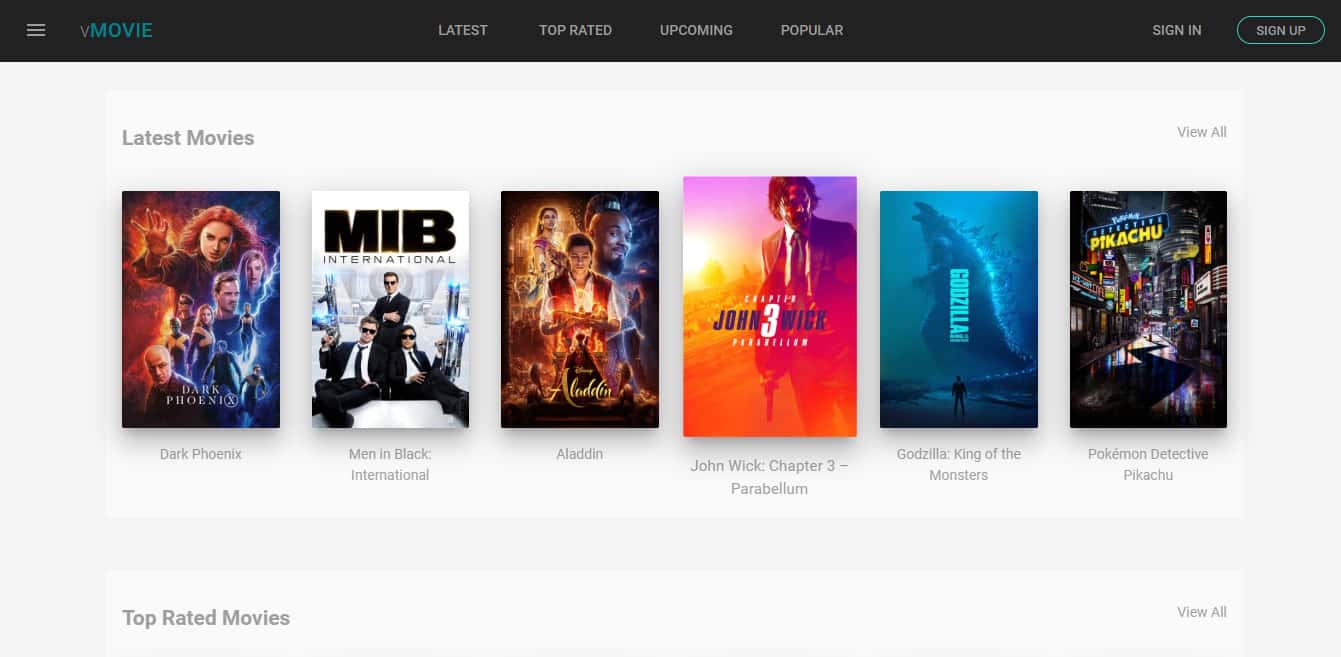 vMOVIE
LATEST
TOP RATED
UPCOMING
POPULAR
SIGN IN
SIGN UP
Latest Movies
View All
DARK
PHOENIX
MIB
INTERNATIONAL
Disney
Aladdin
CHAPTER
JOHN 3 WICK
PARABELLUM
GODZILLA
POKÉMON
DETECTIVE
PIKACHU
Dark Phoenix
Men in Black:
International
Aladdin
John Wick: Chapter 3 –
Parabellum
Godzilla: King of the
Monsters
Pokémon Detective
Pikachu
Top Rated Movies
View All